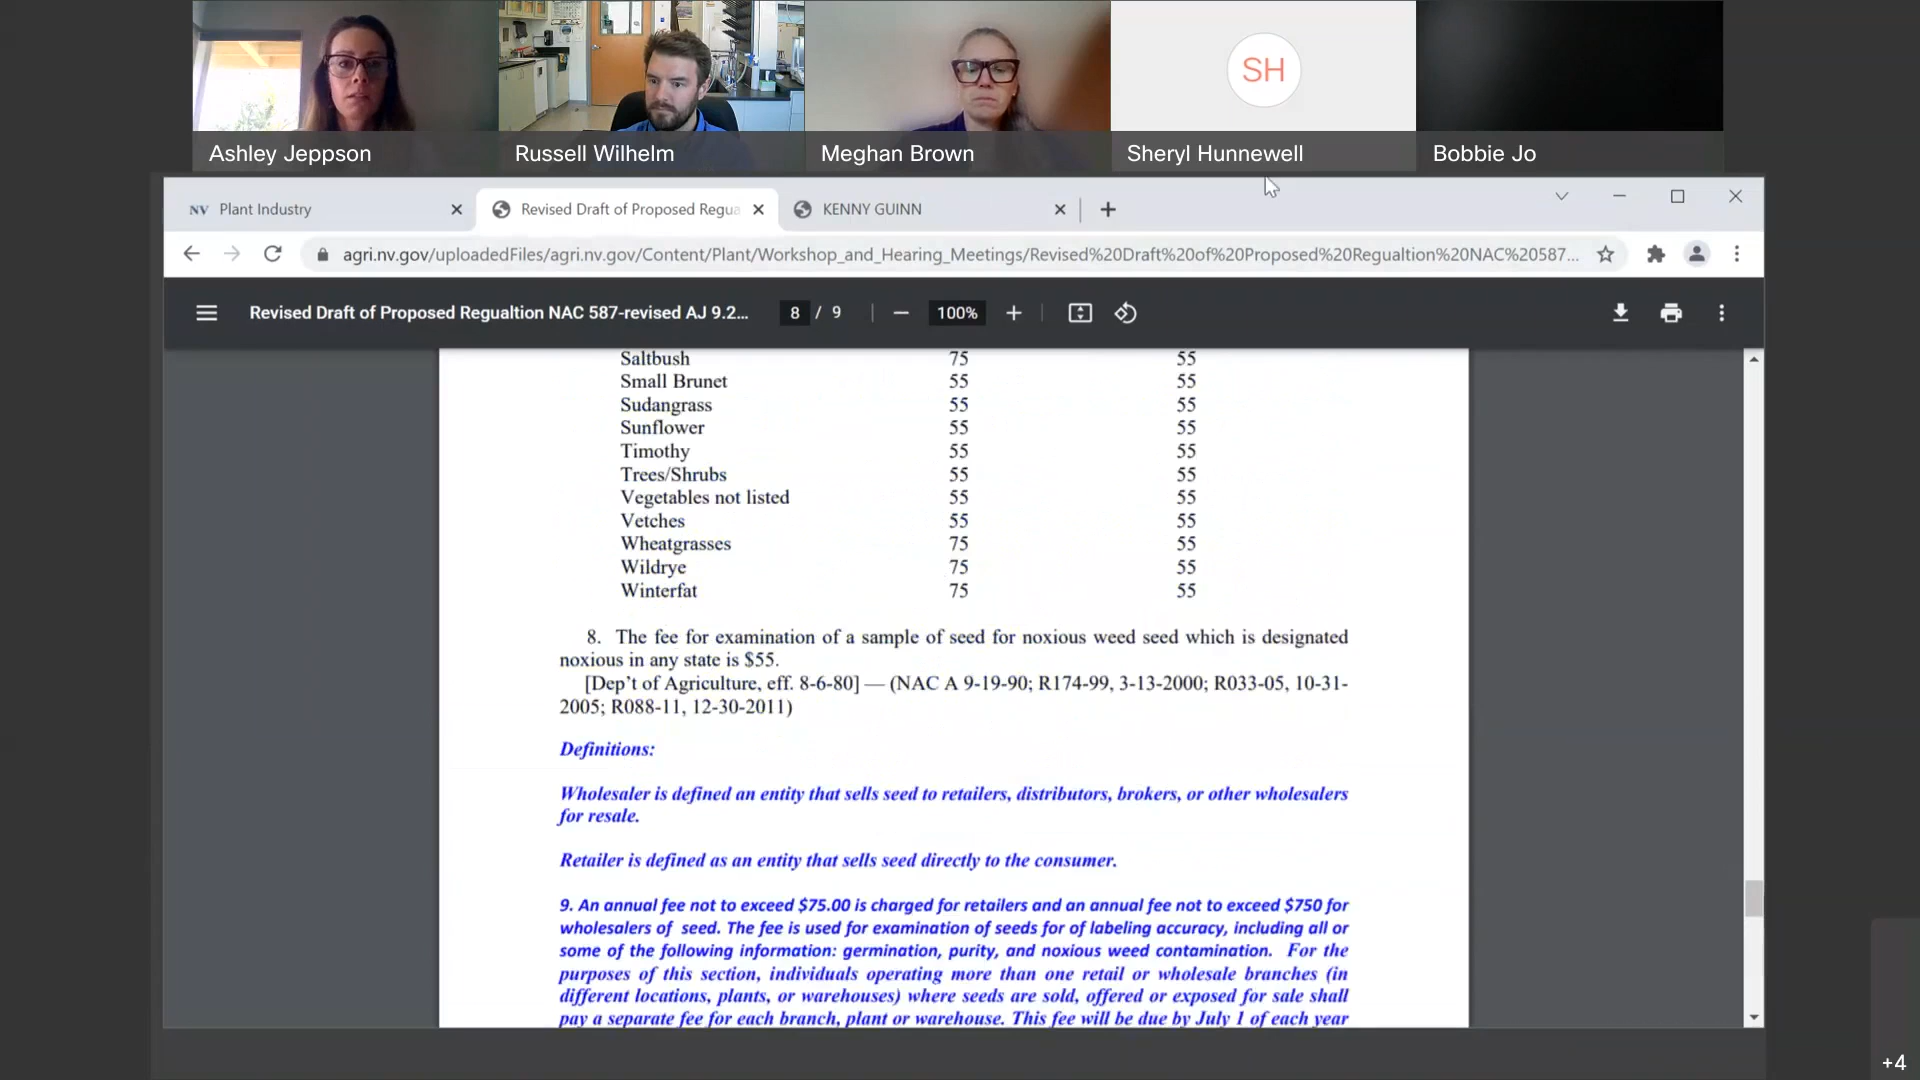 SH
Ashley Jeppson
Russell Wilhelm
Meghan Brown
Sheryl Hunnewell
Bobbie Jo
NV Plant Industry
Revised Draft of Proposed Regua
KENNY GUINN
agri.nv.gov/uploadedFiles/agri.nv.gov/Content/Plant/Workshop_and_Hearing_Meetings/Revised%20Draft%20of%20Proposed%20Regualtion%20NAC%20587...
Revised Draft of Proposed Regualtion NAC 587-revised AJ 9.2... 8 / 9 100%
Saltbush 75 55
Small Brunet 55 55
Sudangrass 55 55
Sunflower 55 55
Timothy 55 55
Trees/Shrubs 55 55
Vegetables not listed 55 55
Vetches 55 55
Wheatgrasses 75 55
Wildrye 75 55
Winterfat 75 55
8. The fee for examination of a sample of seed for noxious weed seed which is designated
noxious in any state is $55.
[Dep't of Agriculture, eff. 8-6-80] — (NAC A 9-19-90; R174-99, 3-13-2000; R033-05, 10-31-
2005; R088-11, 12-30-2011)
Definitions:
Wholesaler is defined an entity that sells seed to retailers, distributors, brokers, or other wholesalers
for resale.
Retailer is defined as an entity that sells seed directly to the consumer.
9. An annual fee not to exceed $75.00 is charged for retailers and an annual fee not to exceed $750 for
wholesalers of seed. The fee is used for examination of seeds for of labeling accuracy, including all or
some of the following information: germination, purity, and noxious weed contamination. For the
purposes of this section, individuals operating more than one retail or wholesale branches (in
different locations, plants, or warehouses) where seeds are sold, offered or exposed for sale shall
pay a separate fee for each branch, plant or warehouse. This fee will be due by July 1 of each year
+4